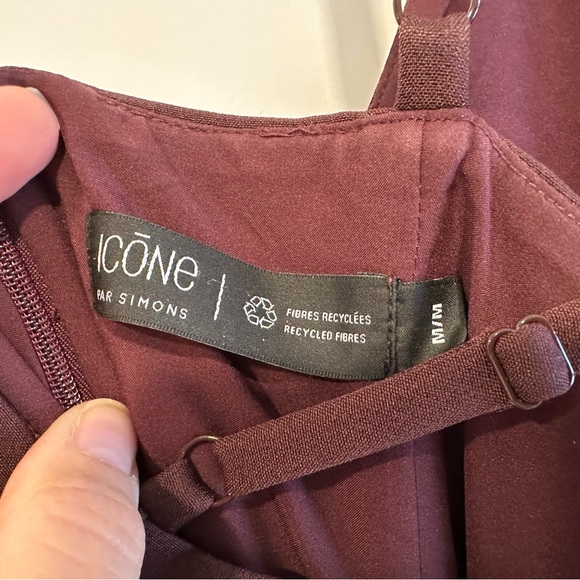 ICŌNe
PAR SIMONS
FIBRES RECYCLÉES
RECYCLED FIBRES
M/M